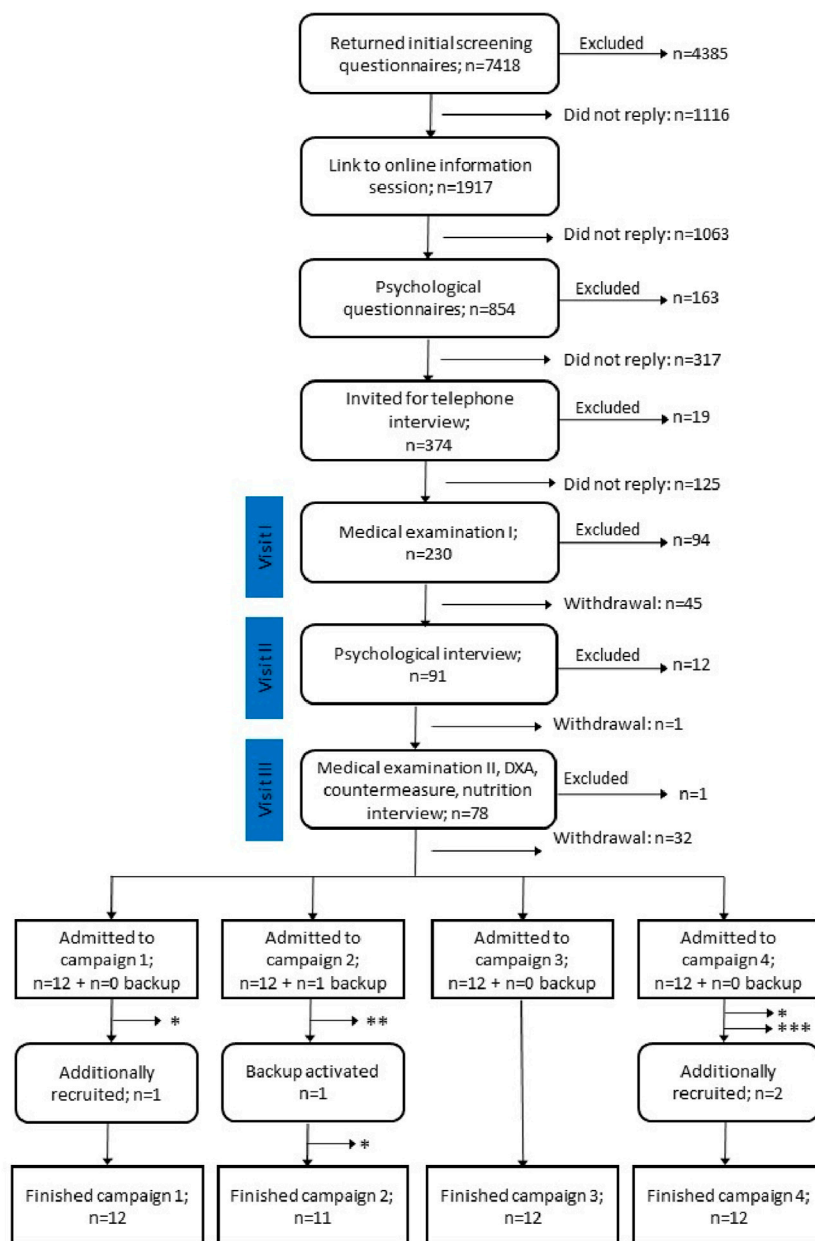 Returned initial screening
questionnaires; n=7418
Excluded
n=4385
Did not reply: n=1116
Link to online information
session; n=1917
Did not reply: n=1063
Psychological
questionnaires; n=854
Excluded
n=163
Did not reply: n=317
Invited for telephone
interview;
n=374
Excluded
n=19
Did not reply: n=125
Visit I
Medical examination I;
n=230
Excluded
n=94
Withdrawal: n=45
Visit II
Psychological interview;
n=91
Excluded
n=12
Withdrawal: n=1
Visit III
Medical examination II, DXA,
countermeasure, nutrition
interview; n=78
Excluded
n=1
Withdrawal: n=32
Admitted to
campaign 1;
n=12 + n=0 backup
Admitted to
campaign 2;
n=12 + n=1 backup
Admitted to
campaign 3;
n=12 + n=0 backup
Admitted to
campaign 4;
n=12 + n=0 backup
*
**
*
***
Additionally
recruited; n=1
Backup activated
n=1
Additionally
recruited; n=2
*
Finished campaign 1;
n=12
Finished campaign 2;
n=11
Finished campaign 3;
n=12
Finished campaign 4;
n=12